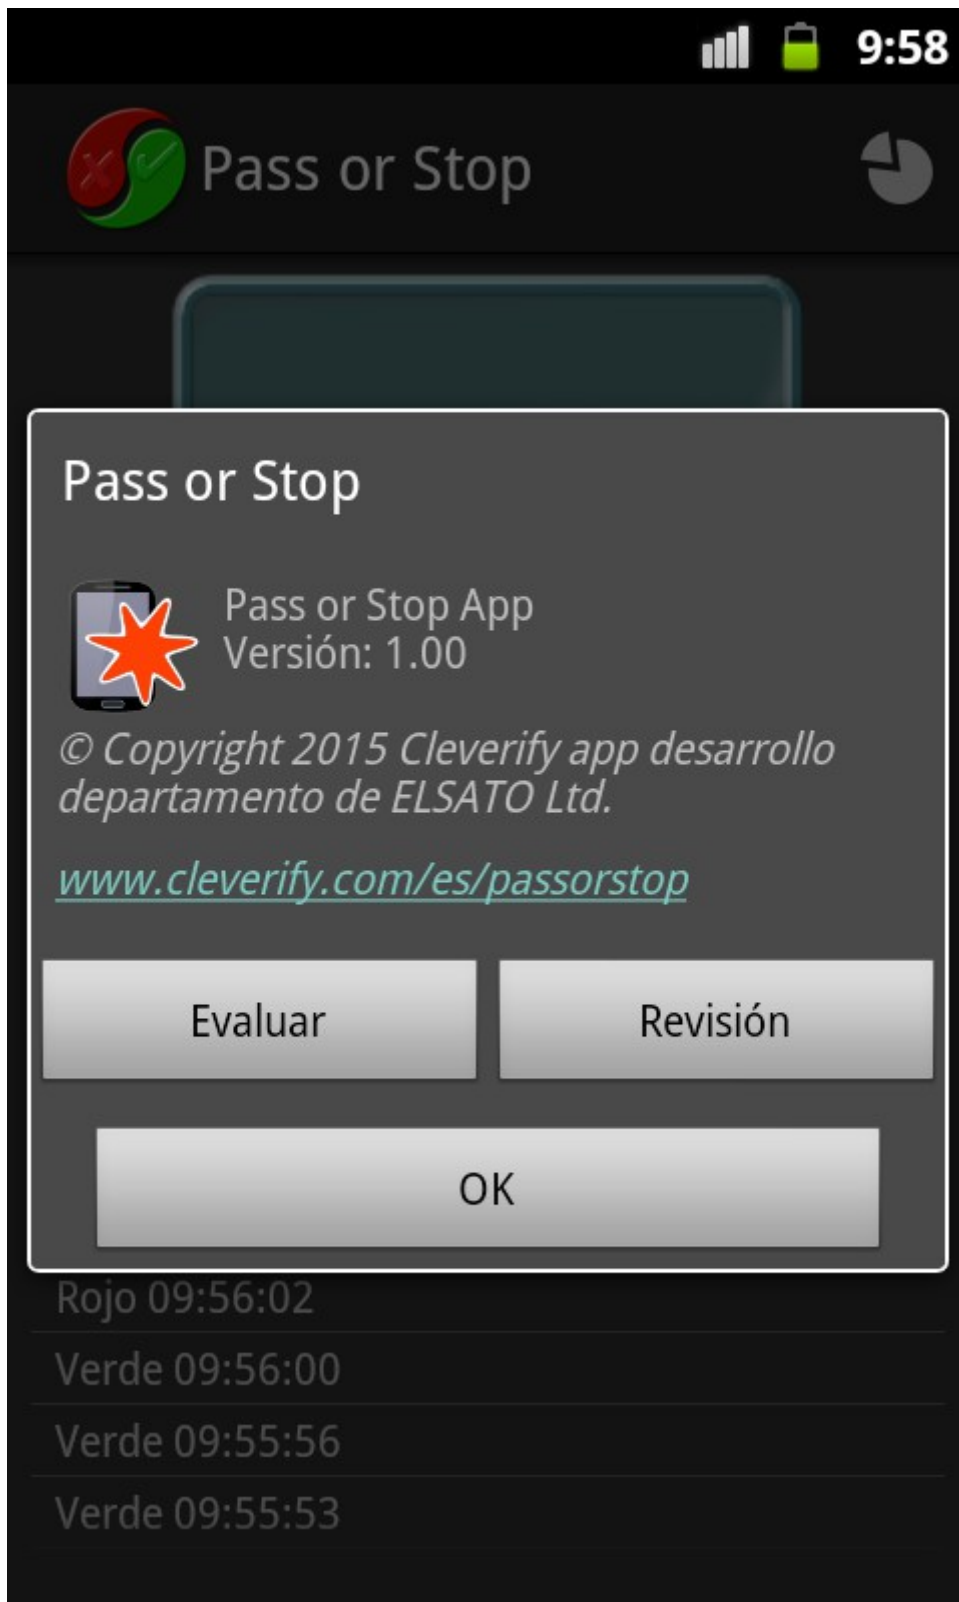 9:58
Pass or Stop
Pass or Stop
Pass or Stop App
Versión: 1.00
© Copyright 2015 Cleverify app desarrollo
departamento de ELSATO Ltd.
www.cleverify.com/es/passorstop
Evaluar
Revisión
OK
Rojo 09:56:02
Verde 09:56:00
Verde 09:55:56
Verde 09:55:53